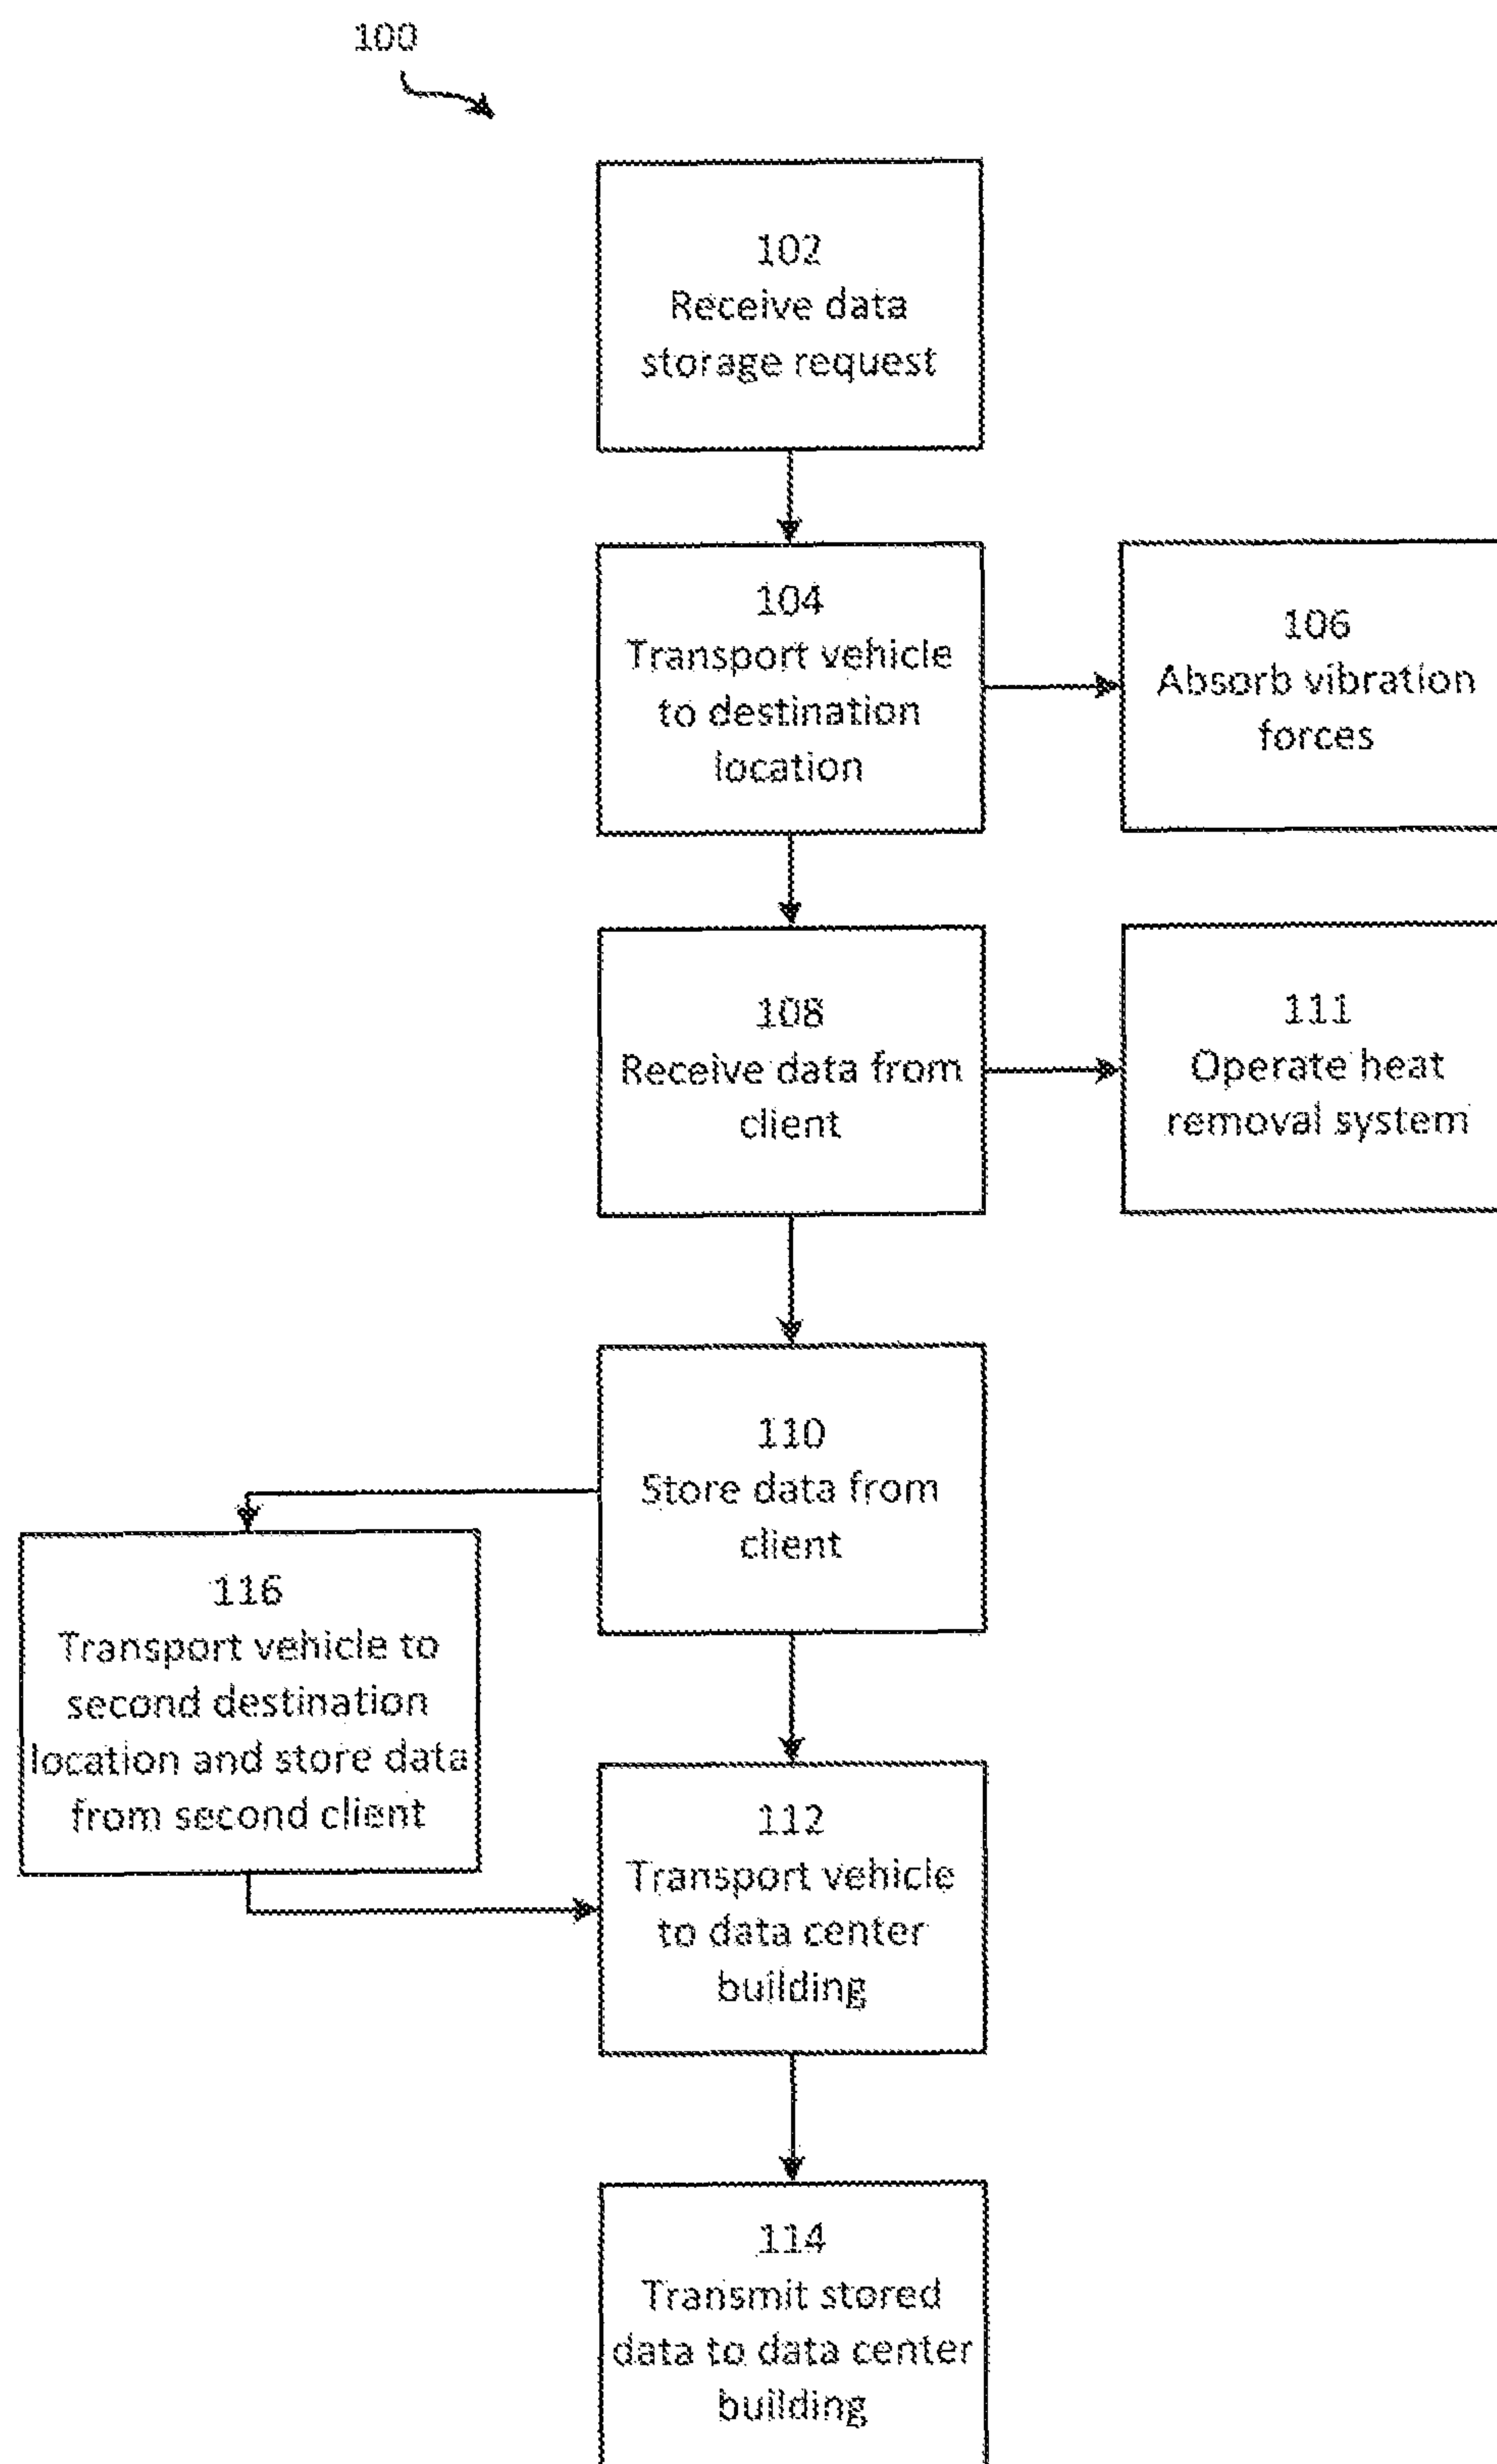 100
102
Receive data
storage request
104
Transport vehicle
to destination
location
106
Absorb vibration
forces
108
Receive data from
client
111
Operate heat
removal system
110
Store data from
client
116
Transport vehicle to
second destination
location and store data
from second client
112
Transport vehicle
to data center
building
114
Transmit stored
data to data center
building